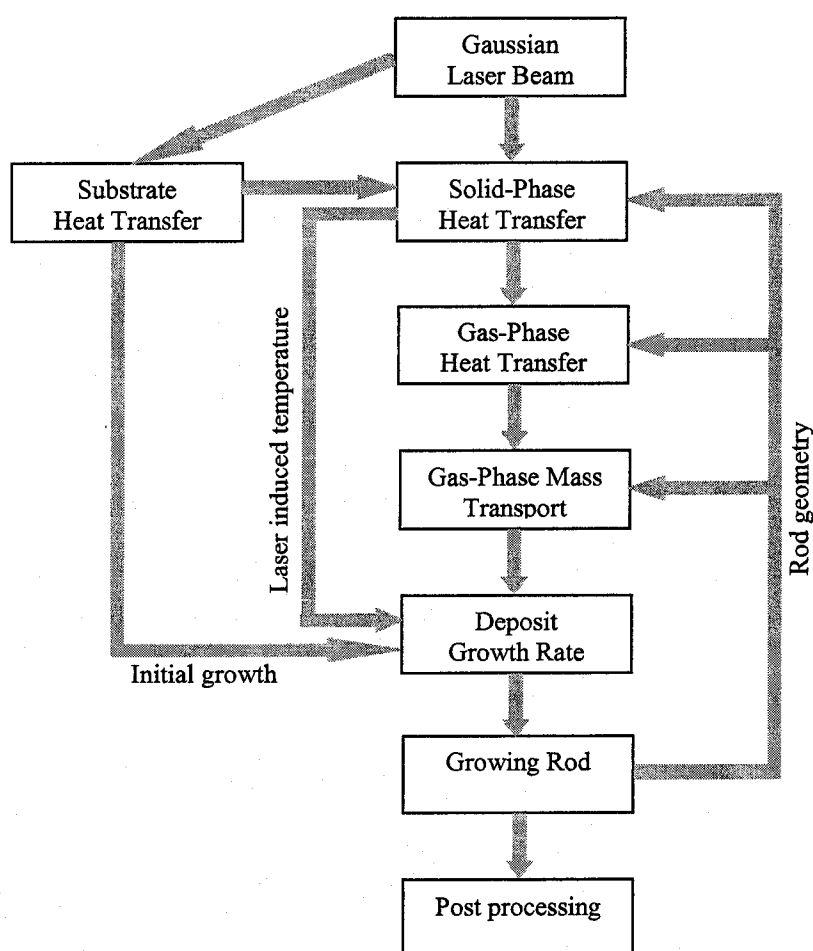 Gaussian
Laser Beam
Substrate
Heat Transfer
Solid-Phase
Heat Transfer
Gas-Phase
Heat Transfer
Laser induced temperature
Gas-Phase Mass
Transport
Rod geometry
Deposit
Growth Rate
Initial growth
Growing Rod
Post processing